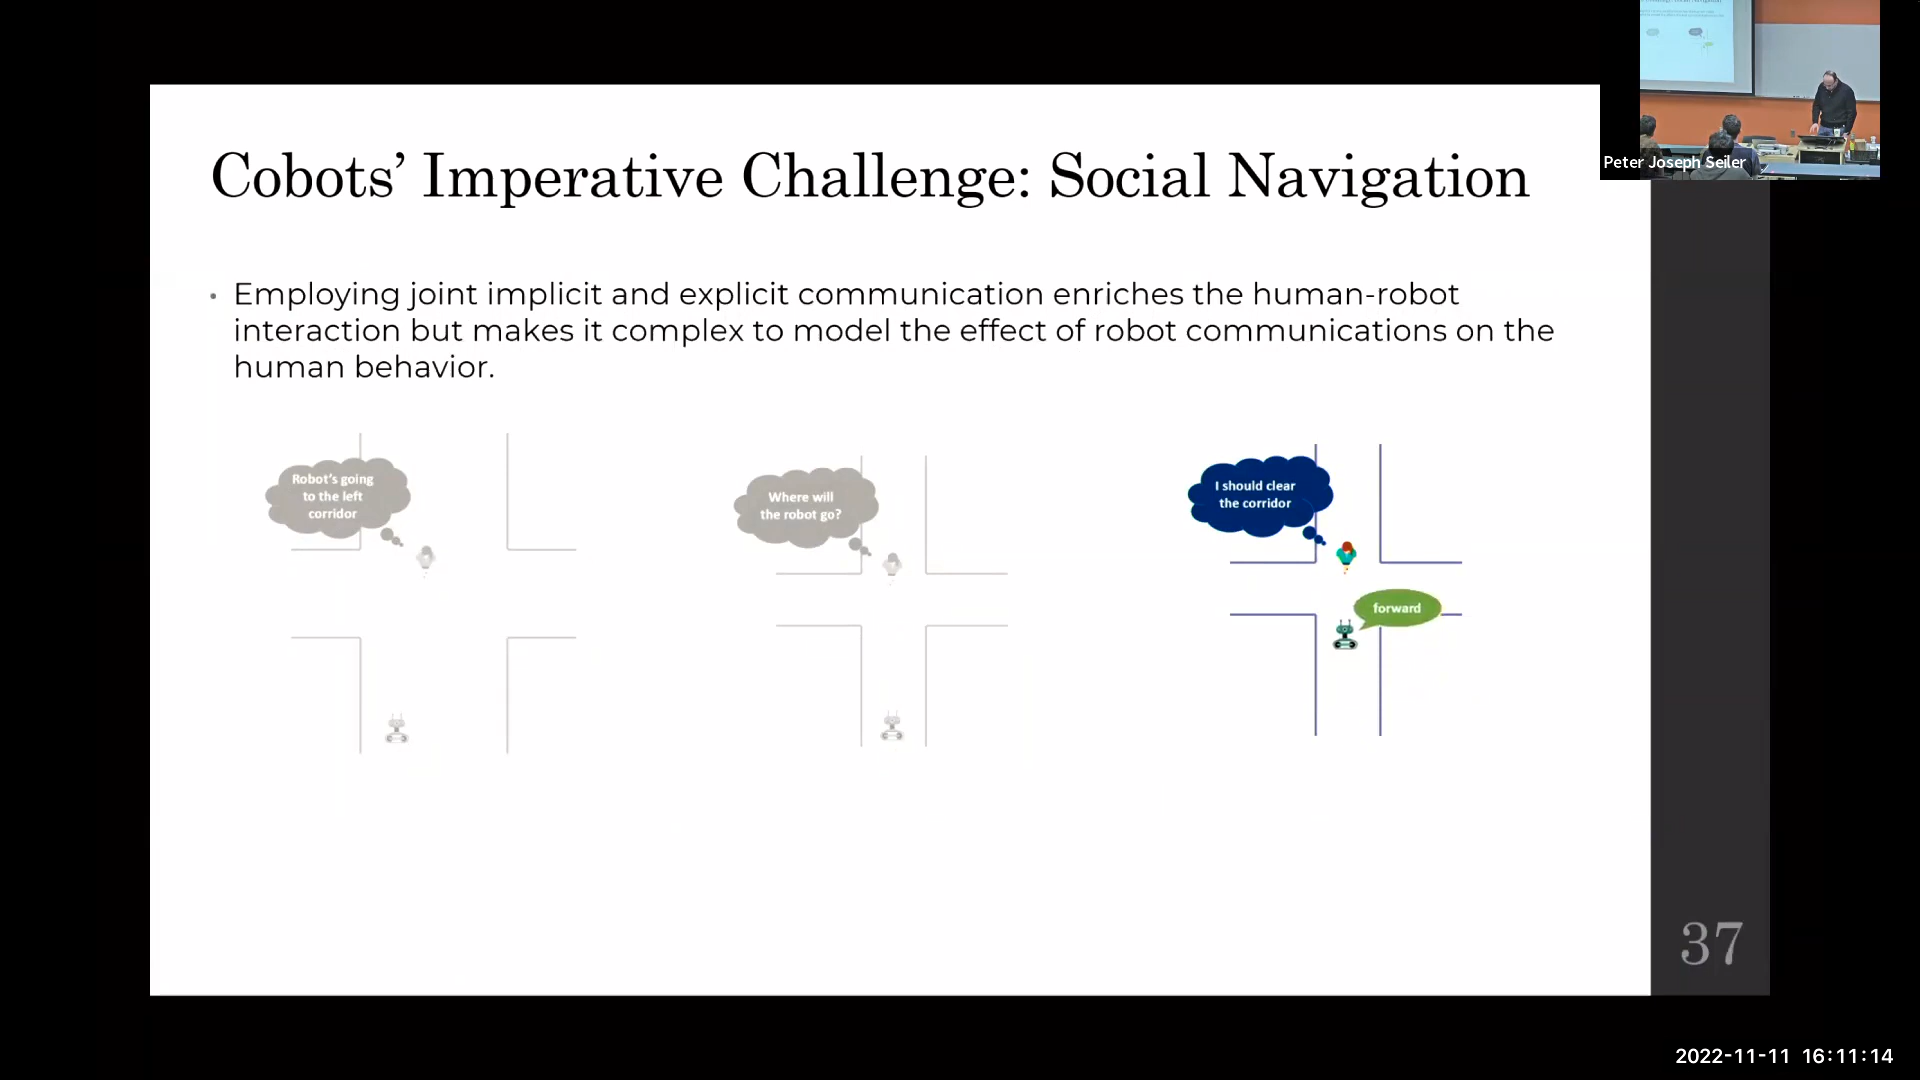 Cobots’ Imperative Challenge: Social Navigation
• Employing joint implicit and explicit communication enriches the human-robot
interaction but makes it complex to model the effect of robot communications on the
human behavior.
Robot’s going
to the left
corridor
Where will
the robot go?
I should clear
the corridor
forward
37
Peter Joseph Seiler
2022-11-11 16:11:14